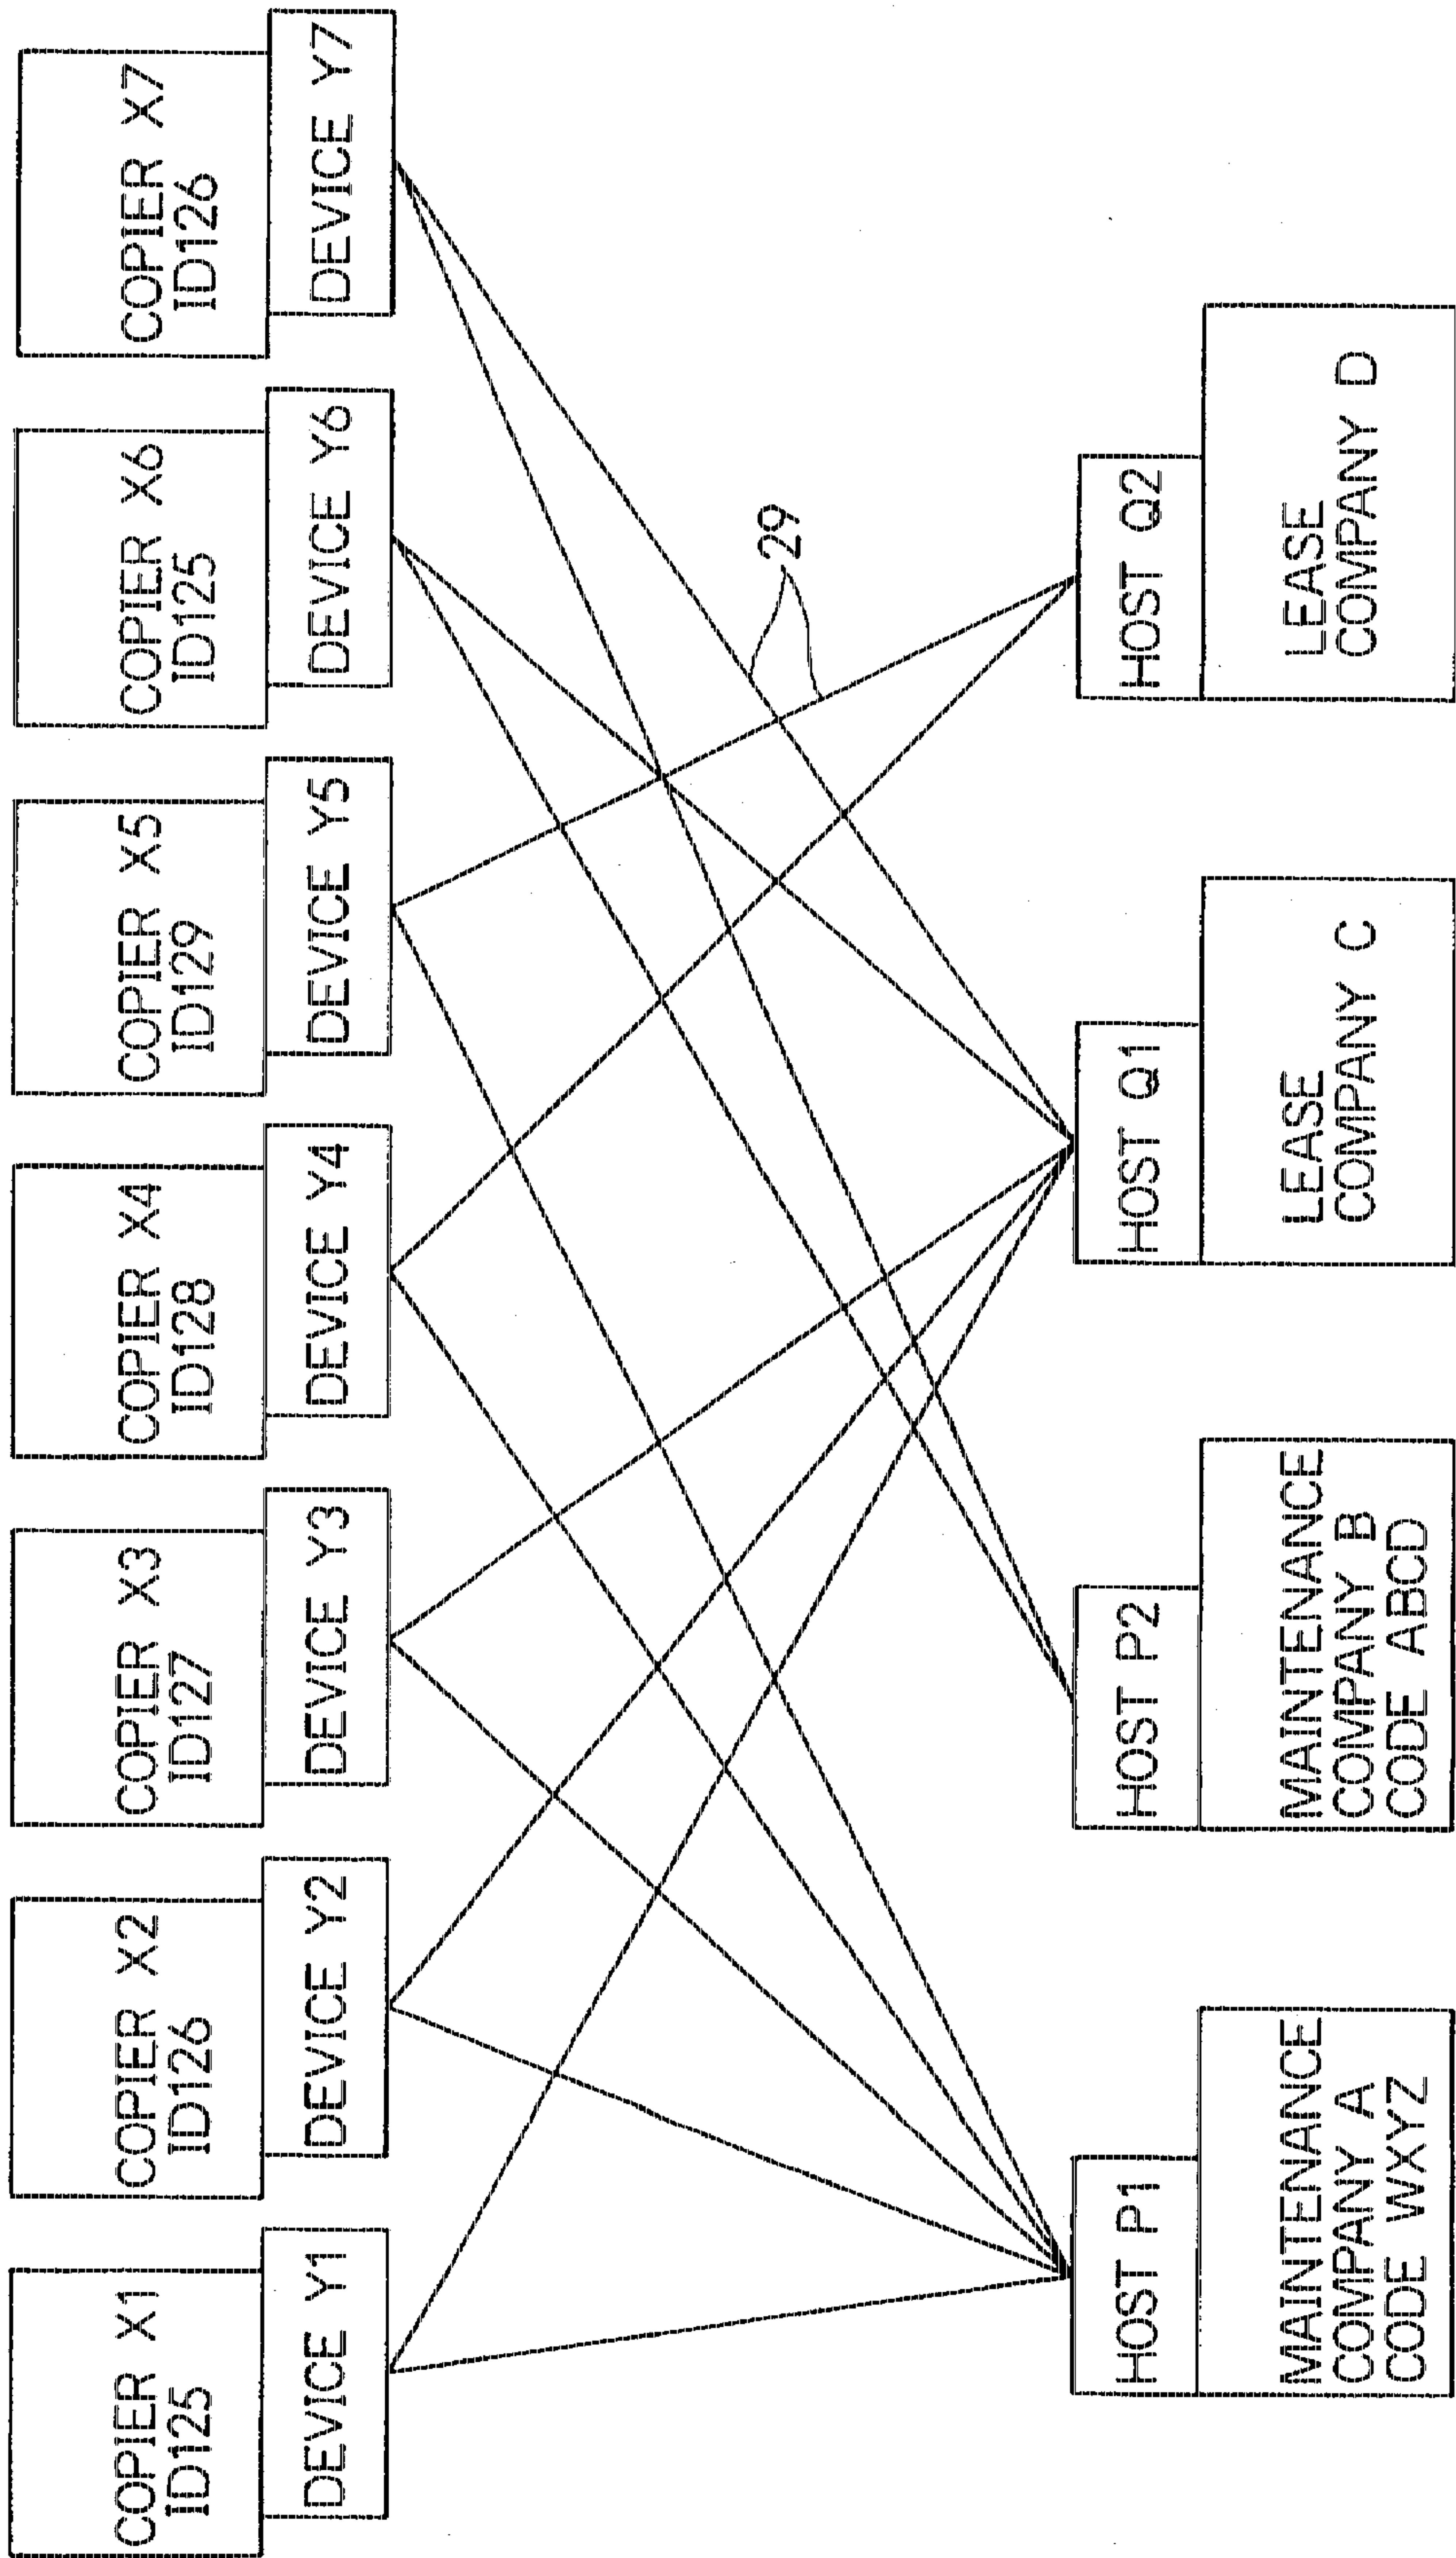 COPIER X1
ID125
DEVICE Y1
COPIER X2
ID126
DEVICE Y2
COPIER X3
ID127
DEVICE Y3
COPIER X4
ID128
DEVICE Y4
COPIER X5
ID129
DEVICE Y5
COPIER X6
ID125
DEVICE Y6
COPIER X7
ID126
DEVICE Y7
29
HOST P1
MAINTENANCE
COMPANY A
CODE WXYZ
HOST P2
MAINTENANCE
COMPANY B
CODE ABCD
HOST Q1
LEASE
COMPANY C
HOST Q2
LEASE
COMPANY D